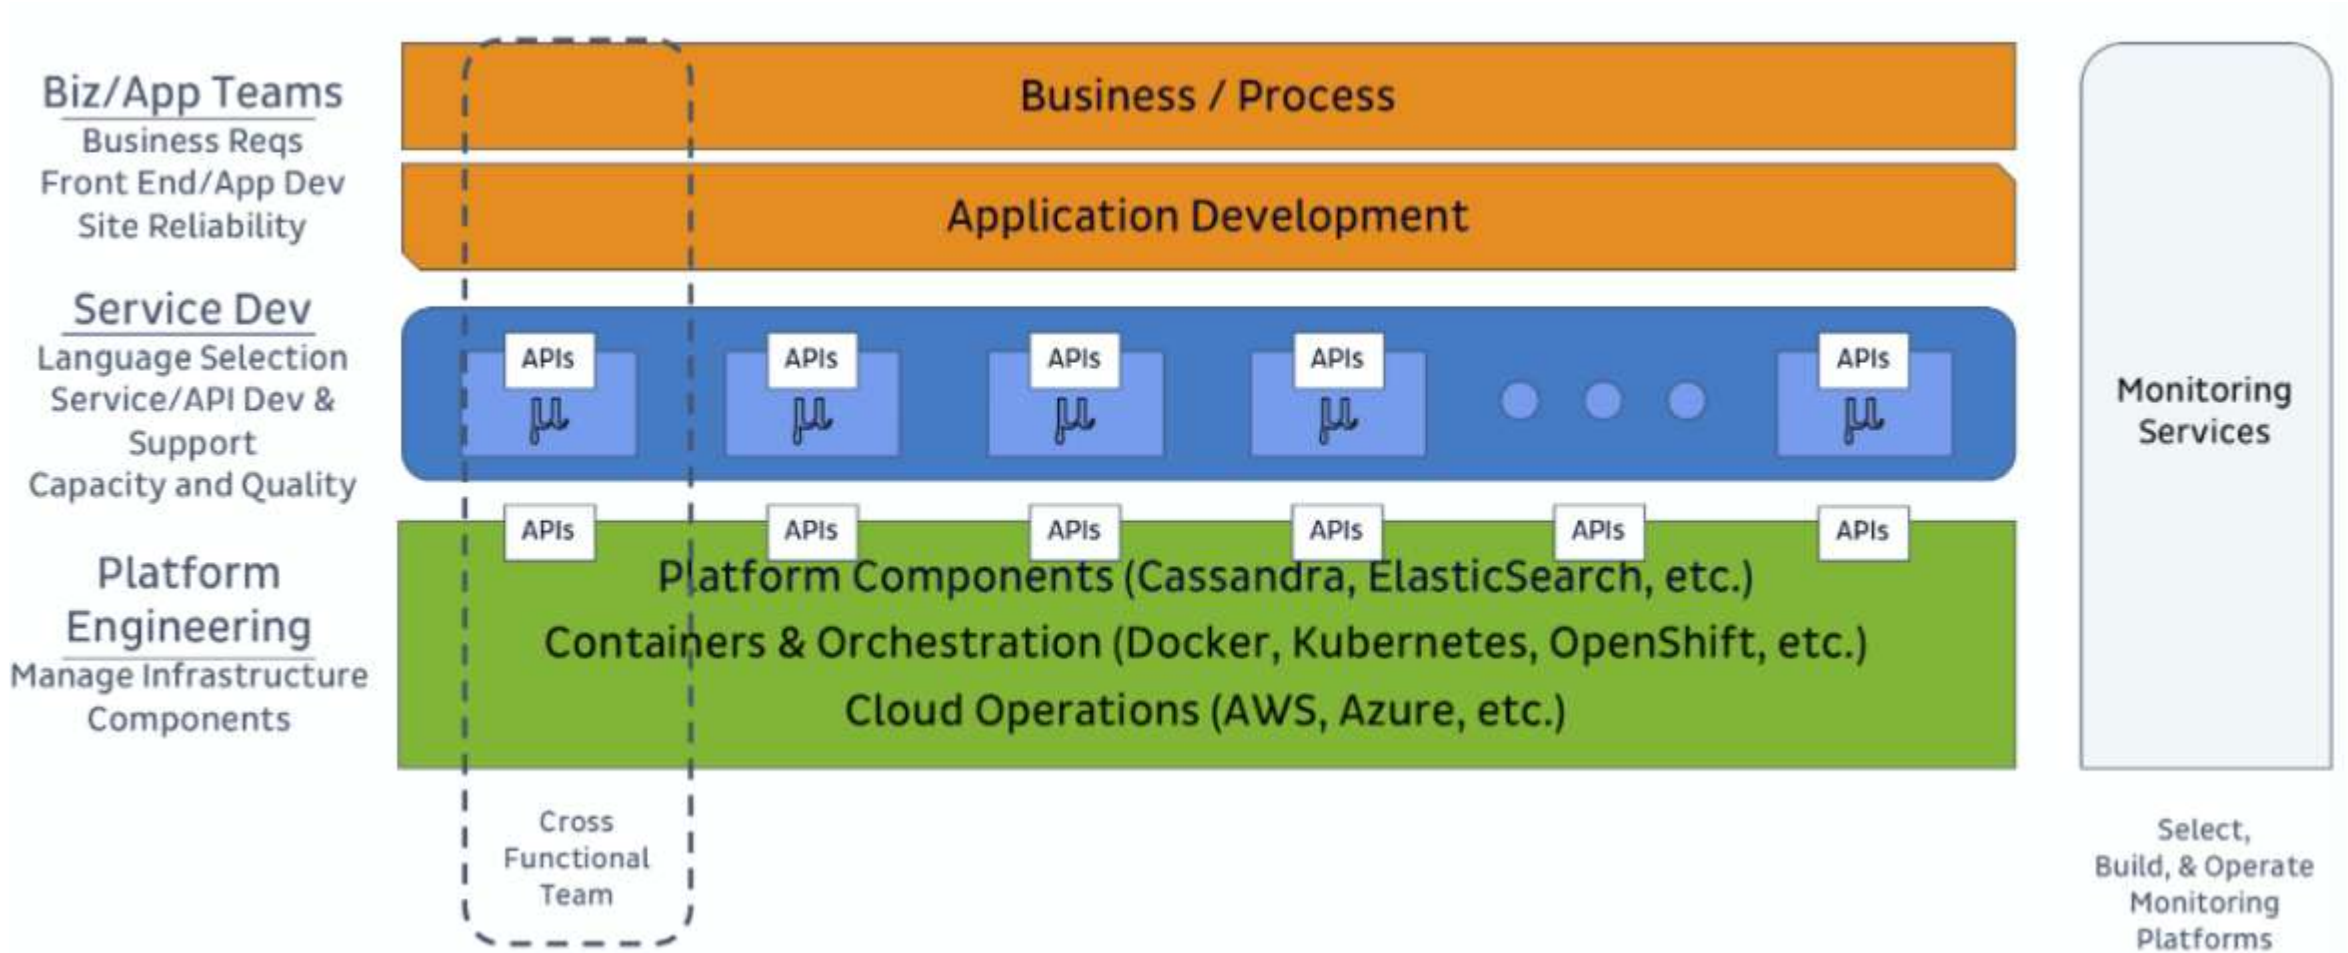 Biz/App Teams
Business Reqs
Front End/App Dev
Site Reliability
Business / Process
Application Development
Service Dev
Language Selection
Service/API Dev &
Support
Capacity and Quality
APIs APIs APIs APIs APIs
μ μ μ μ μ
APIs APIs APIs APIs APIs APIs
Platform
Engineering
Manage Infrastructure
Components
Platform Components (Cassandra, ElasticSearch, etc.)
Containers & Orchestration (Docker, Kubernetes, OpenShift, etc.)
Cloud Operations (AWS, Azure, etc.)
Cross
Functional
Team
Monitoring
Services
Select,
Build, & Operate
Monitoring
Platforms